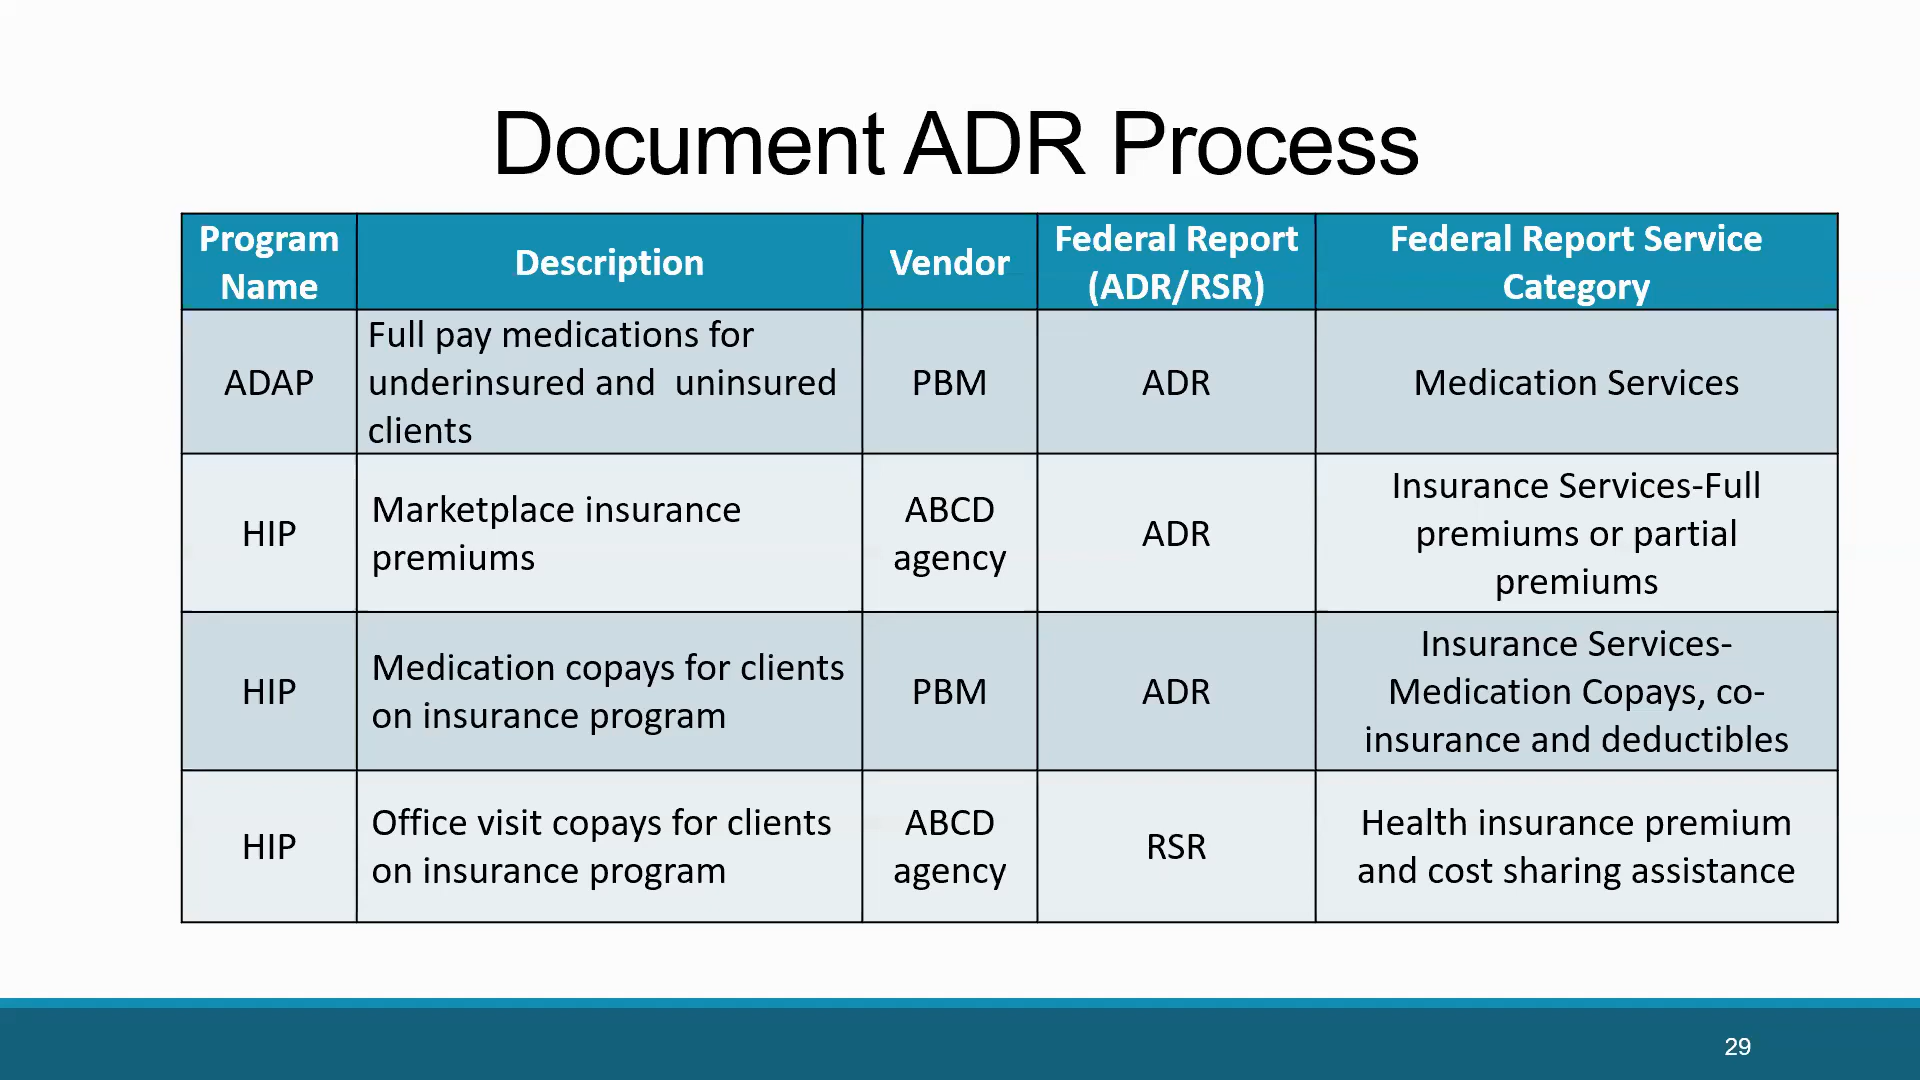 Document ADR Process
Program
Name
Description
Vendor
Federal Report
(ADR/RSR)
Federal Report Service
Category
ADAP
Full pay medications for
underinsured and  uninsured
clients
PBM
ADR
Medication Services
HIP
Marketplace insurance
premiums
ABCD
agency
ADR
Insurance Services-Full
premiums or partial
premiums
HIP
Medication copays for clients
on insurance program
PBM
ADR
Insurance Services-
Medication Copays, co-
insurance and deductibles
HIP
Office visit copays for clients
on insurance program
ABCD
agency
RSR
Health insurance premium
and cost sharing assistance
29